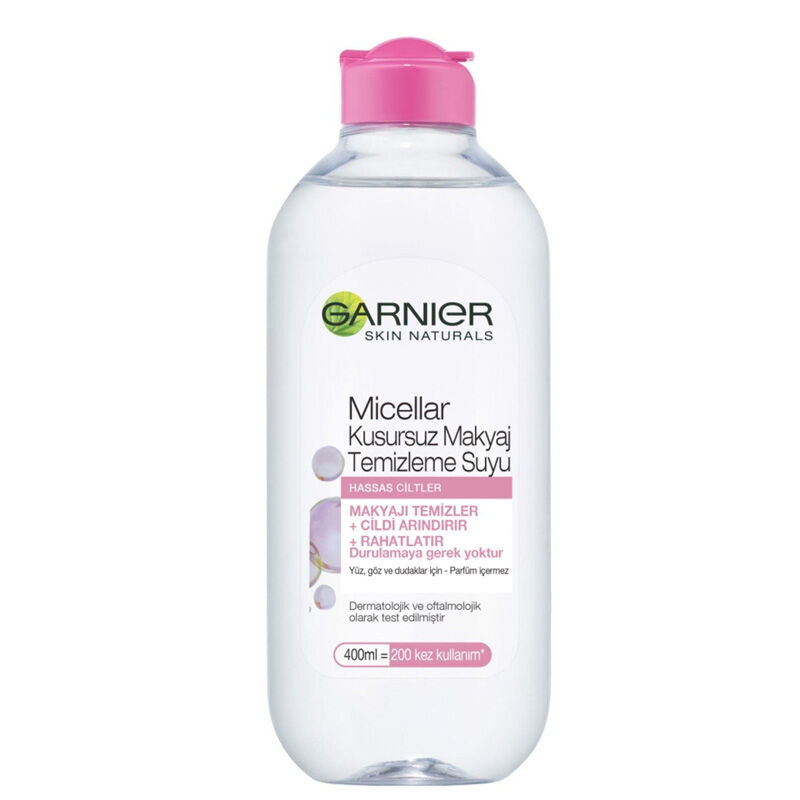 GARNIER
SKIN NATURALS
Micellar
Kusursuz Makyaj
Temizleme Suyu
HASSAS CİLTLER
MAKYAJI TEMİZLER
+ CİLDİ ARINDIRIR
+ RAHATLATIR
Durulamaya gerek yoktur
Yüz, göz ve dudaklar için - Parfüm içermez
Dermatolojik ve oftalmolojik
olarak test edilmiştir
400ml = 200 kez kullanım*